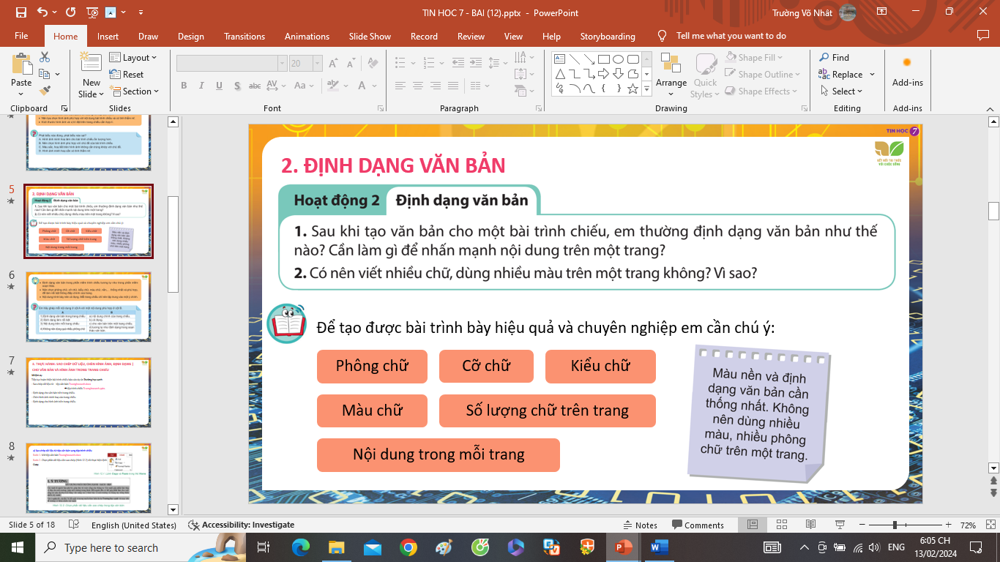 TIN HOC 7 - BAI (12).pptx - PowerPoint
Trường Võ Nhất
File Home Insert Draw Design Transitions Animations Slide Show Record Review View Help Storyboarding Tell me what you want to do
Paste
Clipboard
New Slide
Layout
Reset
Section
Slides
20
Font
Paragraph
Arrange
Quick Styles
Shape Fill
Shape Outline
Shape Effects
Drawing
Find
Replace
Select
Editing
Add-ins
Add-ins
5
6
7
8
TIN HỌC 7
KẾT NỐI TRI THỨC
VỚI CUỘC SỐNG
2. ĐỊNH DẠNG VĂN BẢN
Hoạt động 2 Định dạng văn bản
1. Sau khi tạo văn bản cho một bài trình chiếu, em thường định dạng văn bản như thế
nào? Cần làm gì để nhấn mạnh nội dung trên một trang?
2. Có nên viết nhiều chữ, dùng nhiều màu trên một trang không? Vì sao?
Để tạo được bài trình bày hiệu quả và chuyên nghiệp em cần chú ý:
Phông chữ Cỡ chữ Kiểu chữ
Màu chữ Số lượng chữ trên trang
Nội dung trong mỗi trang
Màu nền và định
dạng văn bản cần
thống nhất. Không
nên dùng nhiều
màu, nhiều phông
chữ trên một trang.
Slide 5 of 18 English (United States) Accessibility: Investigate Notes Comments 72%
Type here to search
ENG
6:05 CH
13/02/2024